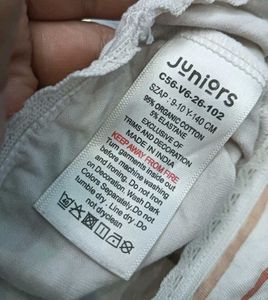 juniors
C56-V6-26-102
SZAP : 9-10 Y-140 CM
95% ORGANIC COTTON
5% ELASTANE
EXCLUSIVE OF
TRIMS AND DECORATION
MADE IN INDIA
KEEP AWAY FROM FIRE
Turn garments inside out
before machine washing
and Ironing. Do not Iron
on Decoration. Wash Dark
Colors Separately. Do not
tumble dry . Line dry. Do
not dryclean